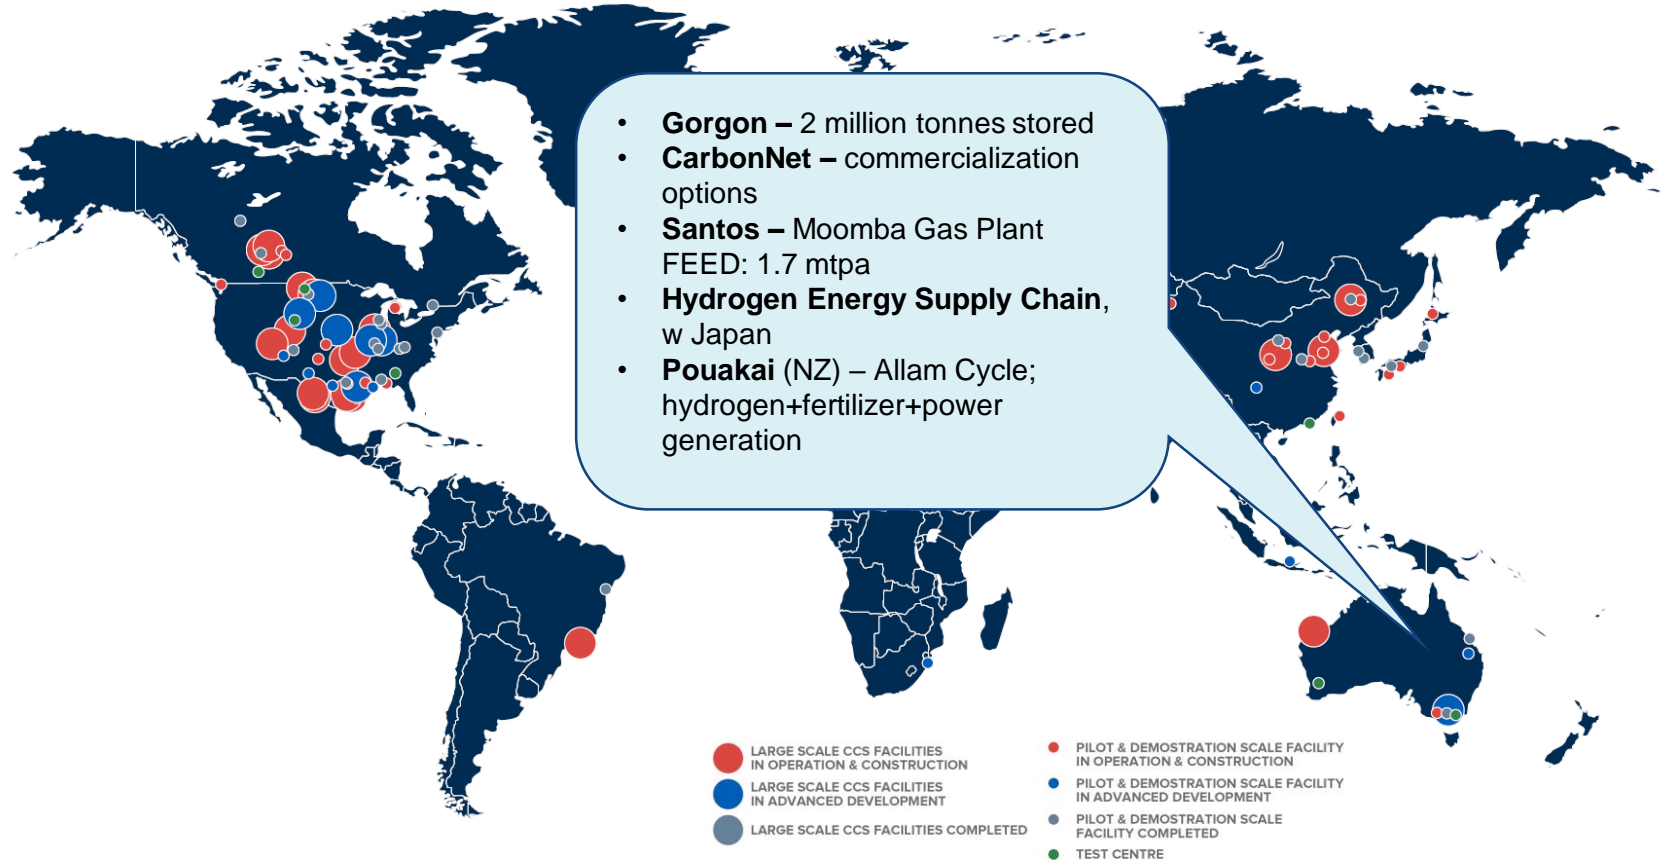 • Gorgon – 2 million tonnes stored
• CarbonNet – commercialization
options
• Santos – Moomba Gas Plant
FEED: 1.7 mtpa
• Hydrogen Energy Supply Chain,
w Japan
• Pouakai (NZ) – Allam Cycle;
hydrogen+fertilizer+power
generation
LARGE SCALE CCS FACILITIES
IN OPERATION & CONSTRUCTION
LARGE SCALE CCS FACILITIES
IN ADVANCED DEVELOPMENT
LARGE SCALE CCS FACILITIES COMPLETED
PILOT & DEMOSTRATION SCALE FACILITY
IN OPERATION & CONSTRUCTION
PILOT & DEMOSTRATION SCALE FACILITY
IN ADVANCED DEVELOPMENT
PILOT & DEMOSTRATION SCALE
FACILITY COMPLETED
TEST CENTRE